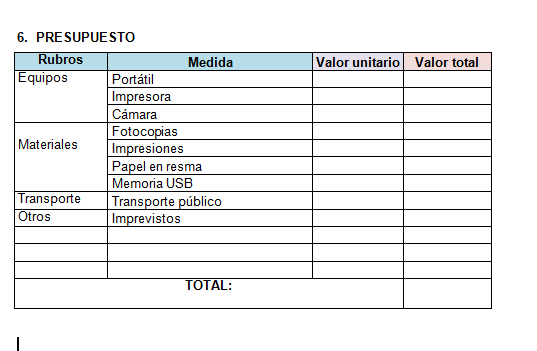 6. PRESUPUESTO
Rubros Medida Valor unitario Valor total
Equipos Portátil
Impresora
Cámara
Materiales Fotocopias
Impresiones
Papel en resma
Memoria USB
Transporte Transporte público
Otros Imprevistos
TOTAL: